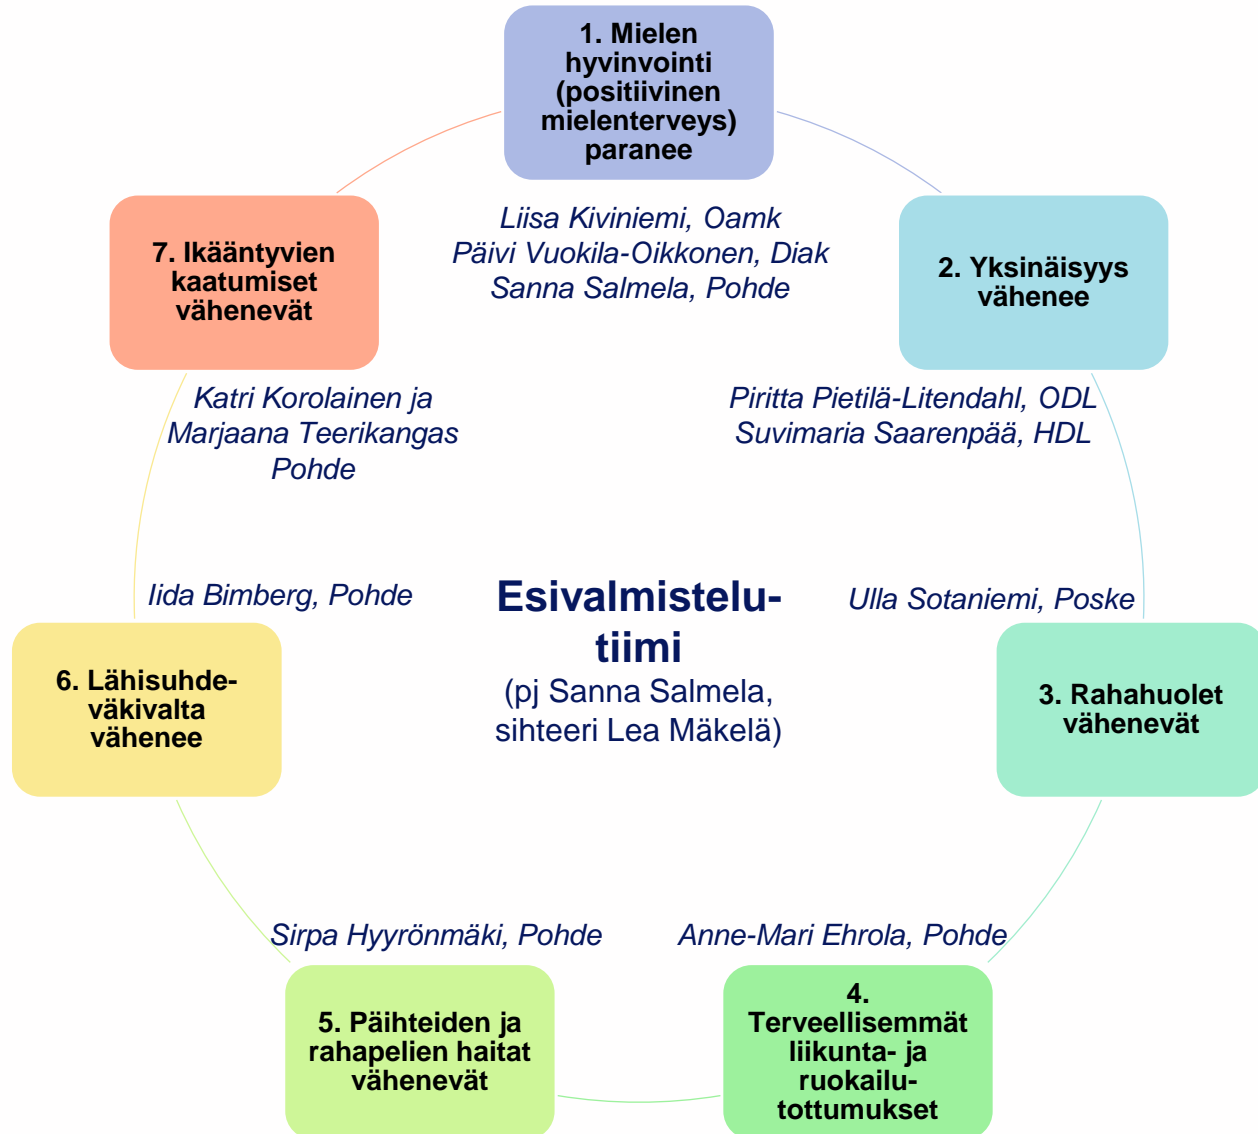 1. Mielen
hyvinvointi
(positiivinen
mielenterveys)
paranee
Liisa Kiviniemi, Oamk
Päivi Vuokila-Oikkonen, Diak
Sanna Salmela, Pohde
2. Yksinäisyys
vähenee
Piritta Pietilä-Litendahl, ODL
Suvimaria Saarenpää, HDL
Ulla Sotaniemi, Poske
3. Rahahuolet
vähenevät
Anne-Mari Ehrola, Pohde
4.
Terveellisemmät
liikunta- ja
ruokailu-
tottumukset
Sirpa Hyyrönmäki, Pohde
5. Päihteiden ja
rahapelien haitat
vähenevät
Iida Bimberg, Pohde
6. Lähisuhde-
väkivalta
vähenee
7. Ikääntyvien
kaatumiset
vähenevät
Katri Korolainen ja
Marjaana Teerikangas
Pohde
Esivalmistelu-
tiimi
(pj Sanna Salmela,
sihteeri Lea Mäkelä)